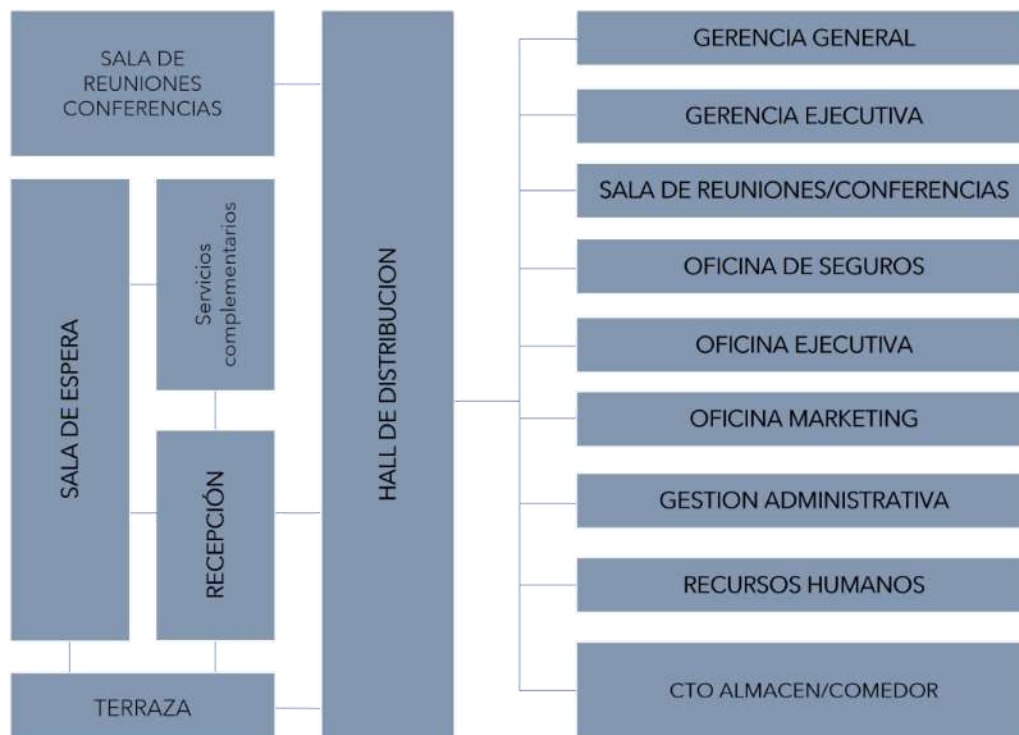 SALA DE
REUNIONES
CONFERENCIAS
SALA DE ESPERA
Servicios
complementarios
RECEPCIÓN
TERRAZA
HALL DE DISTRIBUCION
GERENCIA GENERAL
GERENCIA EJECUTIVA
SALA DE REUNIONES/CONFERENCIAS
OFICINA DE SEGUROS
OFICINA EJECUTIVA
OFICINA MARKETING
GESTION ADMINISTRATIVA
RECURSOS HUMANOS
CTO ALMACEN/COMEDOR